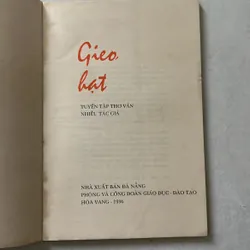 Gieo
hạt
TUYỂN TẬP THƠ VĂN
NHIỀU TÁC GIẢ
NHÀ XUẤT BẢN ĐÀ NẴNG
PHÒNG VÀ CÔNG ĐOÀN GIÁO DỤC - ĐÀO TẠO
HÒA VANG - 1996